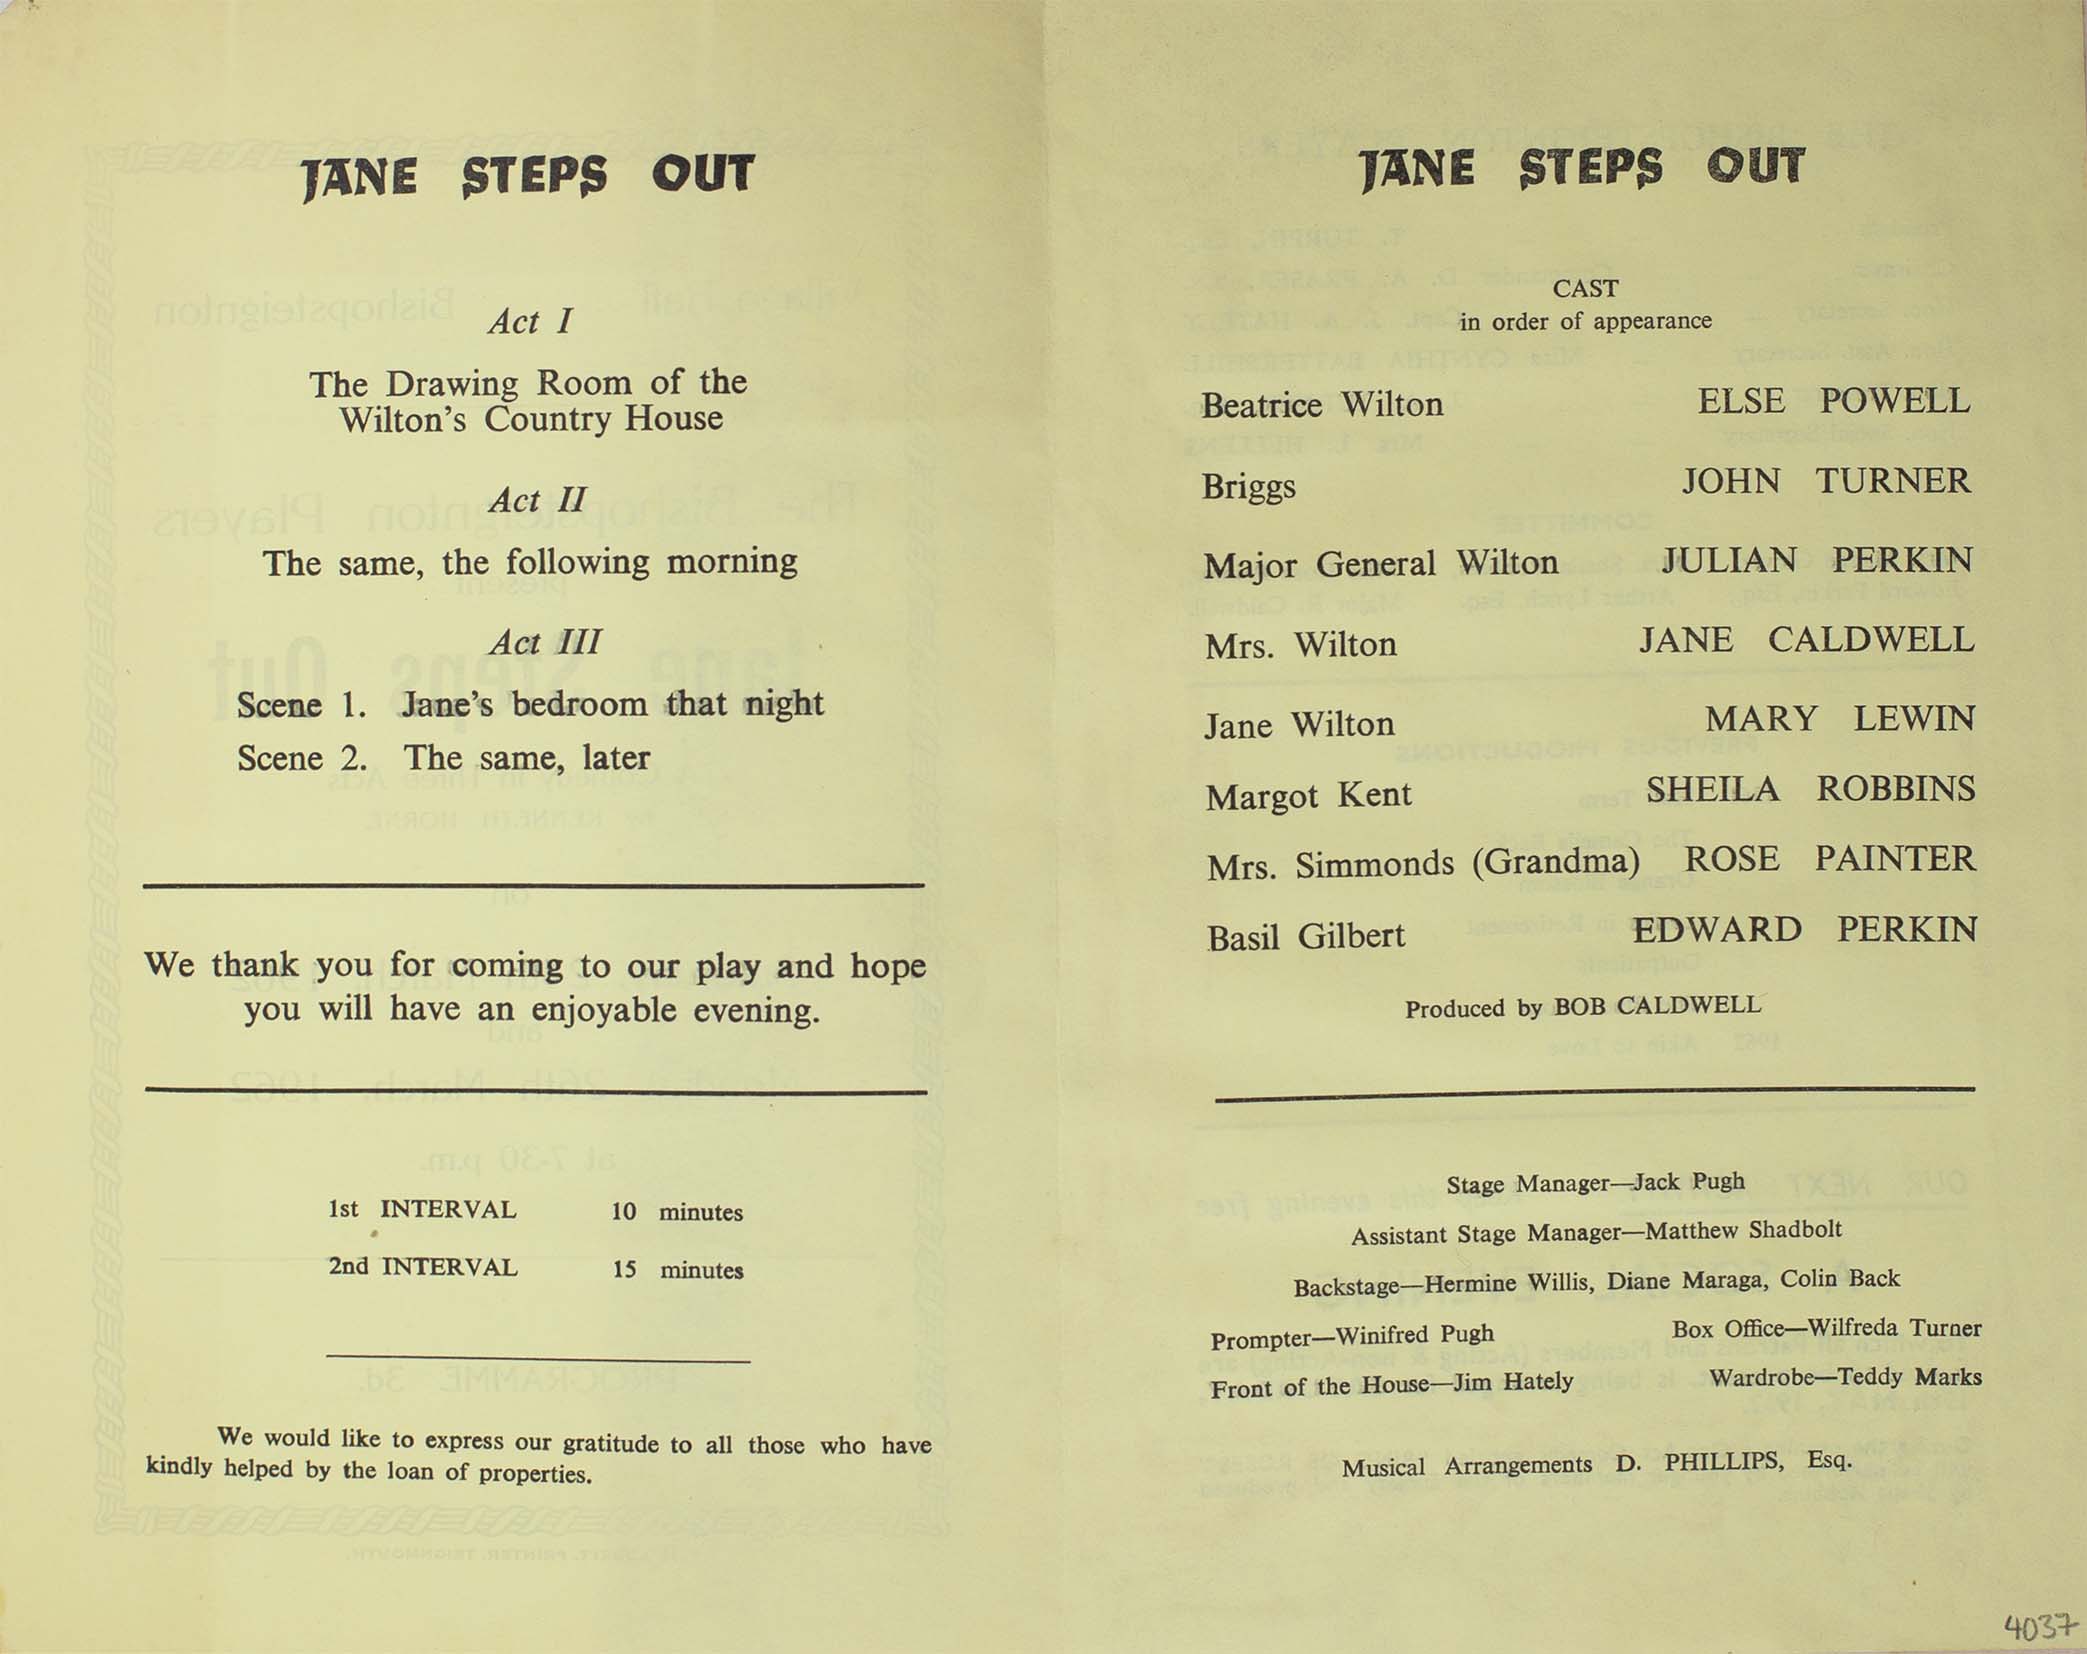 JANE STEPS OUT
Act I
The Drawing Room of the
Wilton's Country House
Act II
The same, the following morning
Act III
Scene 1. Jane's bedroom that night
Scene 2. The same, later
We thank you for coming to our play and hope
you will have an enjoyable evening.
1st INTERVAL 10 minutes
2nd INTERVAL 15 minutes
We would like to express our gratitude to all those who have
kindly helped by the loan of properties.
JANE STEPS OUT
CAST
in order of appearance
Beatrice Wilton ELSE POWELL
Briggs JOHN TURNER
Major General Wilton JULIAN PERKIN
Mrs. Wilton JANE CALDWELL
Jane Wilton MARY LEWIN
Margot Kent SHEILA ROBBINS
Mrs. Simmonds (Grandma) ROSE PAINTER
Basil Gilbert EDWARD PERKIN
Produced by BOB CALDWELL
Stage Manager—Jack Pugh
Assistant Stage Manager—Matthew Shadbolt
Backstage—Hermine Willis, Diane Maraga, Colin Back
Prompter—Winifred Pugh Box Office—Wilfreda Turner
Front of the House—Jim Hately Wardrobe—Teddy Marks
Musical Arrangements D. PHILLIPS, Esq.
4037